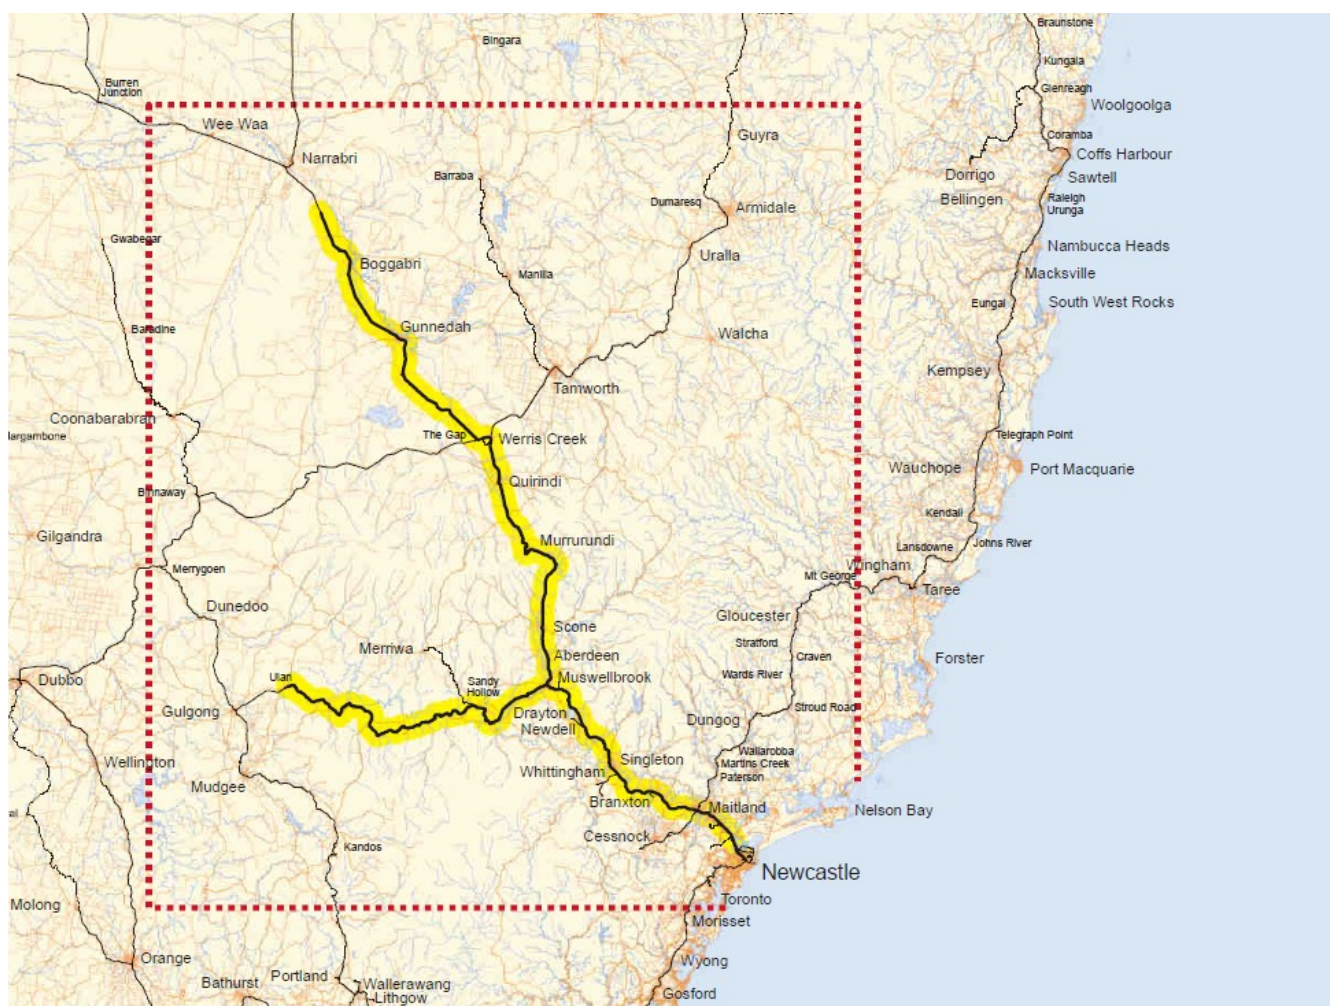 Braunstone
Bingara
Kungala
Burren
Junction
Glenreagh
Woolgoolga
Wee Waa
Guyra
Coramba
Narrabri
Coffs Harbour
Barraba
Dorrigo
Sawtell
Dumaresq
Armidale
Bellingen
Raleigh
Urunga
Gwabegar
Boggabri
Uralla
Nambucca Heads
Manilla
Macksville
Eungai
South West Rocks
Baradine
Gunnedah
Walcha
Kempsey
Tamworth
Coonabarabran
The Gap
Werris Creek
Telegraph Point
Wauchope
Port Macquarie
Quirindi
Binnaway
Kendall
Gilgandra
Murrurundi
Lansdowne
Johns River
Merrygoen
Wingham
Mt George
Taree
Dunedoo
Gloucester
Scone
Stratford
Merriwa
Aberdeen
Craven
Forster
Dubbo
Ulan
Muswellbrook
Wards River
Sandy
Hollow
Gulgong
Drayton
Newdell
Dungog
Stroud Road
Wellington
Singleton
Wallarobba
Martins Creek
Paterson
Mudgee
Whittingham
Branxton
Maitland
Nelson Bay
Cessnock
Kandos
Newcastle
Molong
Toronto
Morisset
Orange
Wyong
Bathurst
Portland
Wallerawang
Lithgow
Gosford